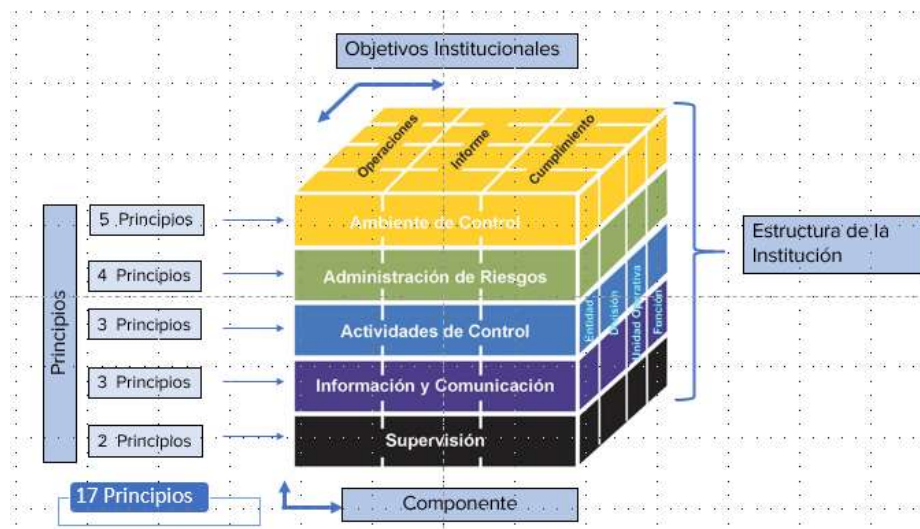 Objetivos Institucionales
Operaciones
Informe
Cumplimiento
Principios
5 Principios
Ambiente de Control
4 Principios
Administración de Riesgos
3 Principios
Actividades de Control
3 Principios
Información y Comunicación
2 Principios
Supervisión
Entidad
División
Unidad Operativa
Función
Estructura de la
Institución
17 Principios
Componente